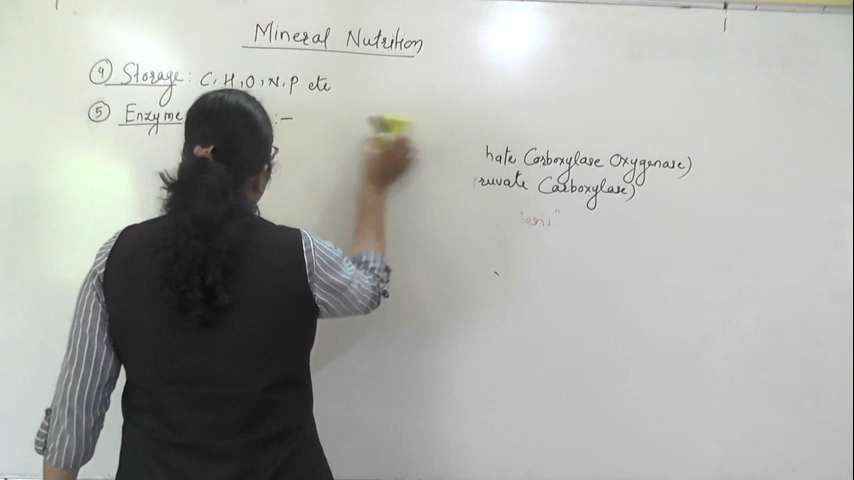 Mineral Nutrition
④ Storage : C, H, O, N, P etc
⑤ Enzyme :-
hate Carboxylase Oxygenase)
ruvate Carboxylase)